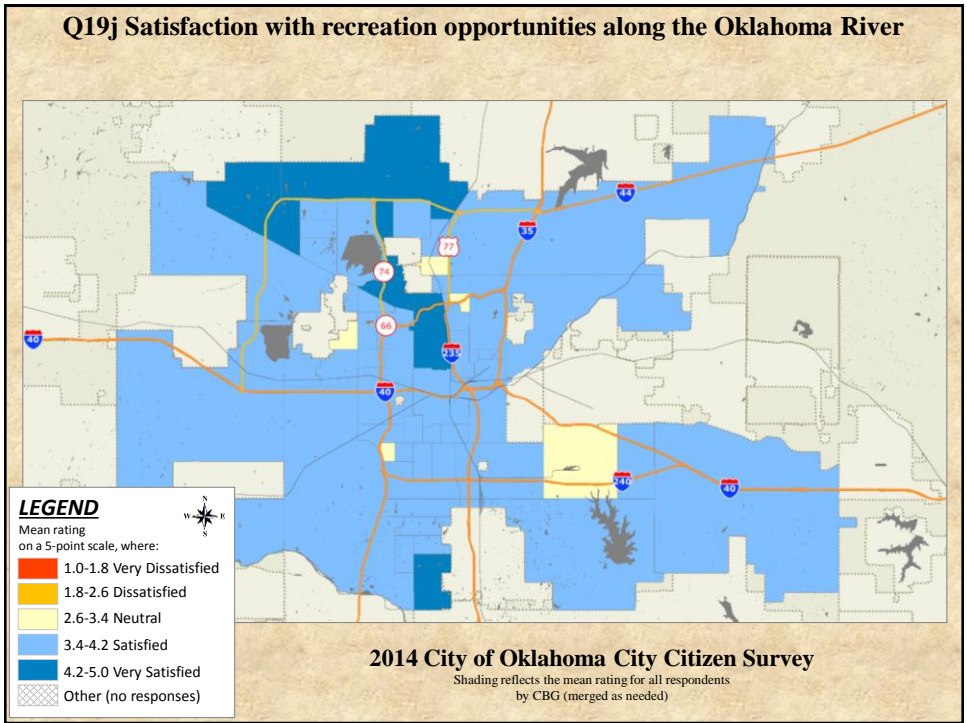 Q19j Satisfaction with recreation opportunities along the Oklahoma River
44
35
77
74
66
40
235
40
240
40
LEGEND
N
W E
S
Mean rating
on a 5-point scale, where:
1.0-1.8 Very Dissatisfied
1.8-2.6 Dissatisfied
2.6-3.4 Neutral
3.4-4.2 Satisfied
4.2-5.0 Very Satisfied
Other (no responses)
2014 City of Oklahoma City Citizen Survey
Shading reflects the mean rating for all respondents
by CBG (merged as needed)